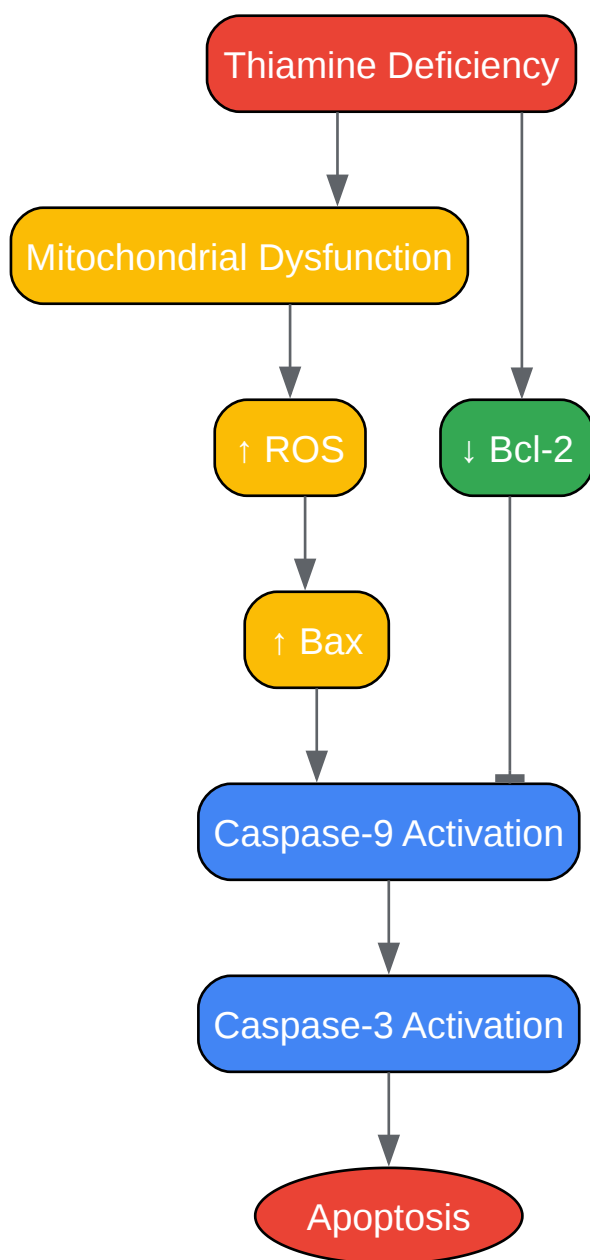 Thiamine Deficiency
Mitochondrial Dysfunction
↑ ROS
↓ Bcl-2
↑ Bax
Caspase-9 Activation
Caspase-3 Activation
Apoptosis